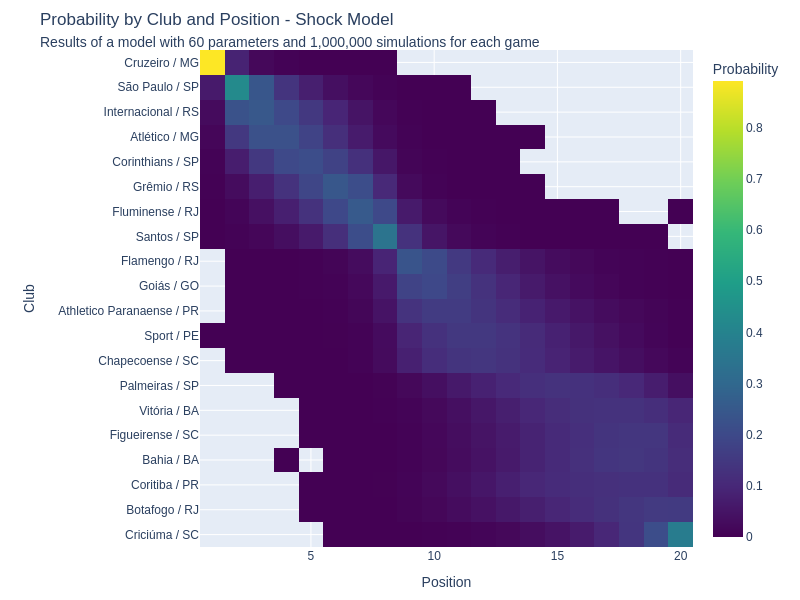 Probability by Club and Position - Shock Model
Results of a model with 60 parameters and 1,000,000 simulations for each game
Probability
Cruzeiro / MG
São Paulo / SP
Internacional / RS
Atlético / MG
Corinthians / SP
Grêmio / RS
Fluminense / RJ
Santos / SP
Flamengo / RJ
Goiás / GO
Athletico Paranaense / PR
Sport / PE
Chapecoense / SC
Palmeiras / SP
Vitória / BA
Figueirense / SC
Bahia / BA
Coritiba / PR
Botafogo / RJ
Criciúma / SC
Club
5
10
15
20
Position
0.8
0.7
0.6
0.5
0.4
0.3
0.2
0.1
0